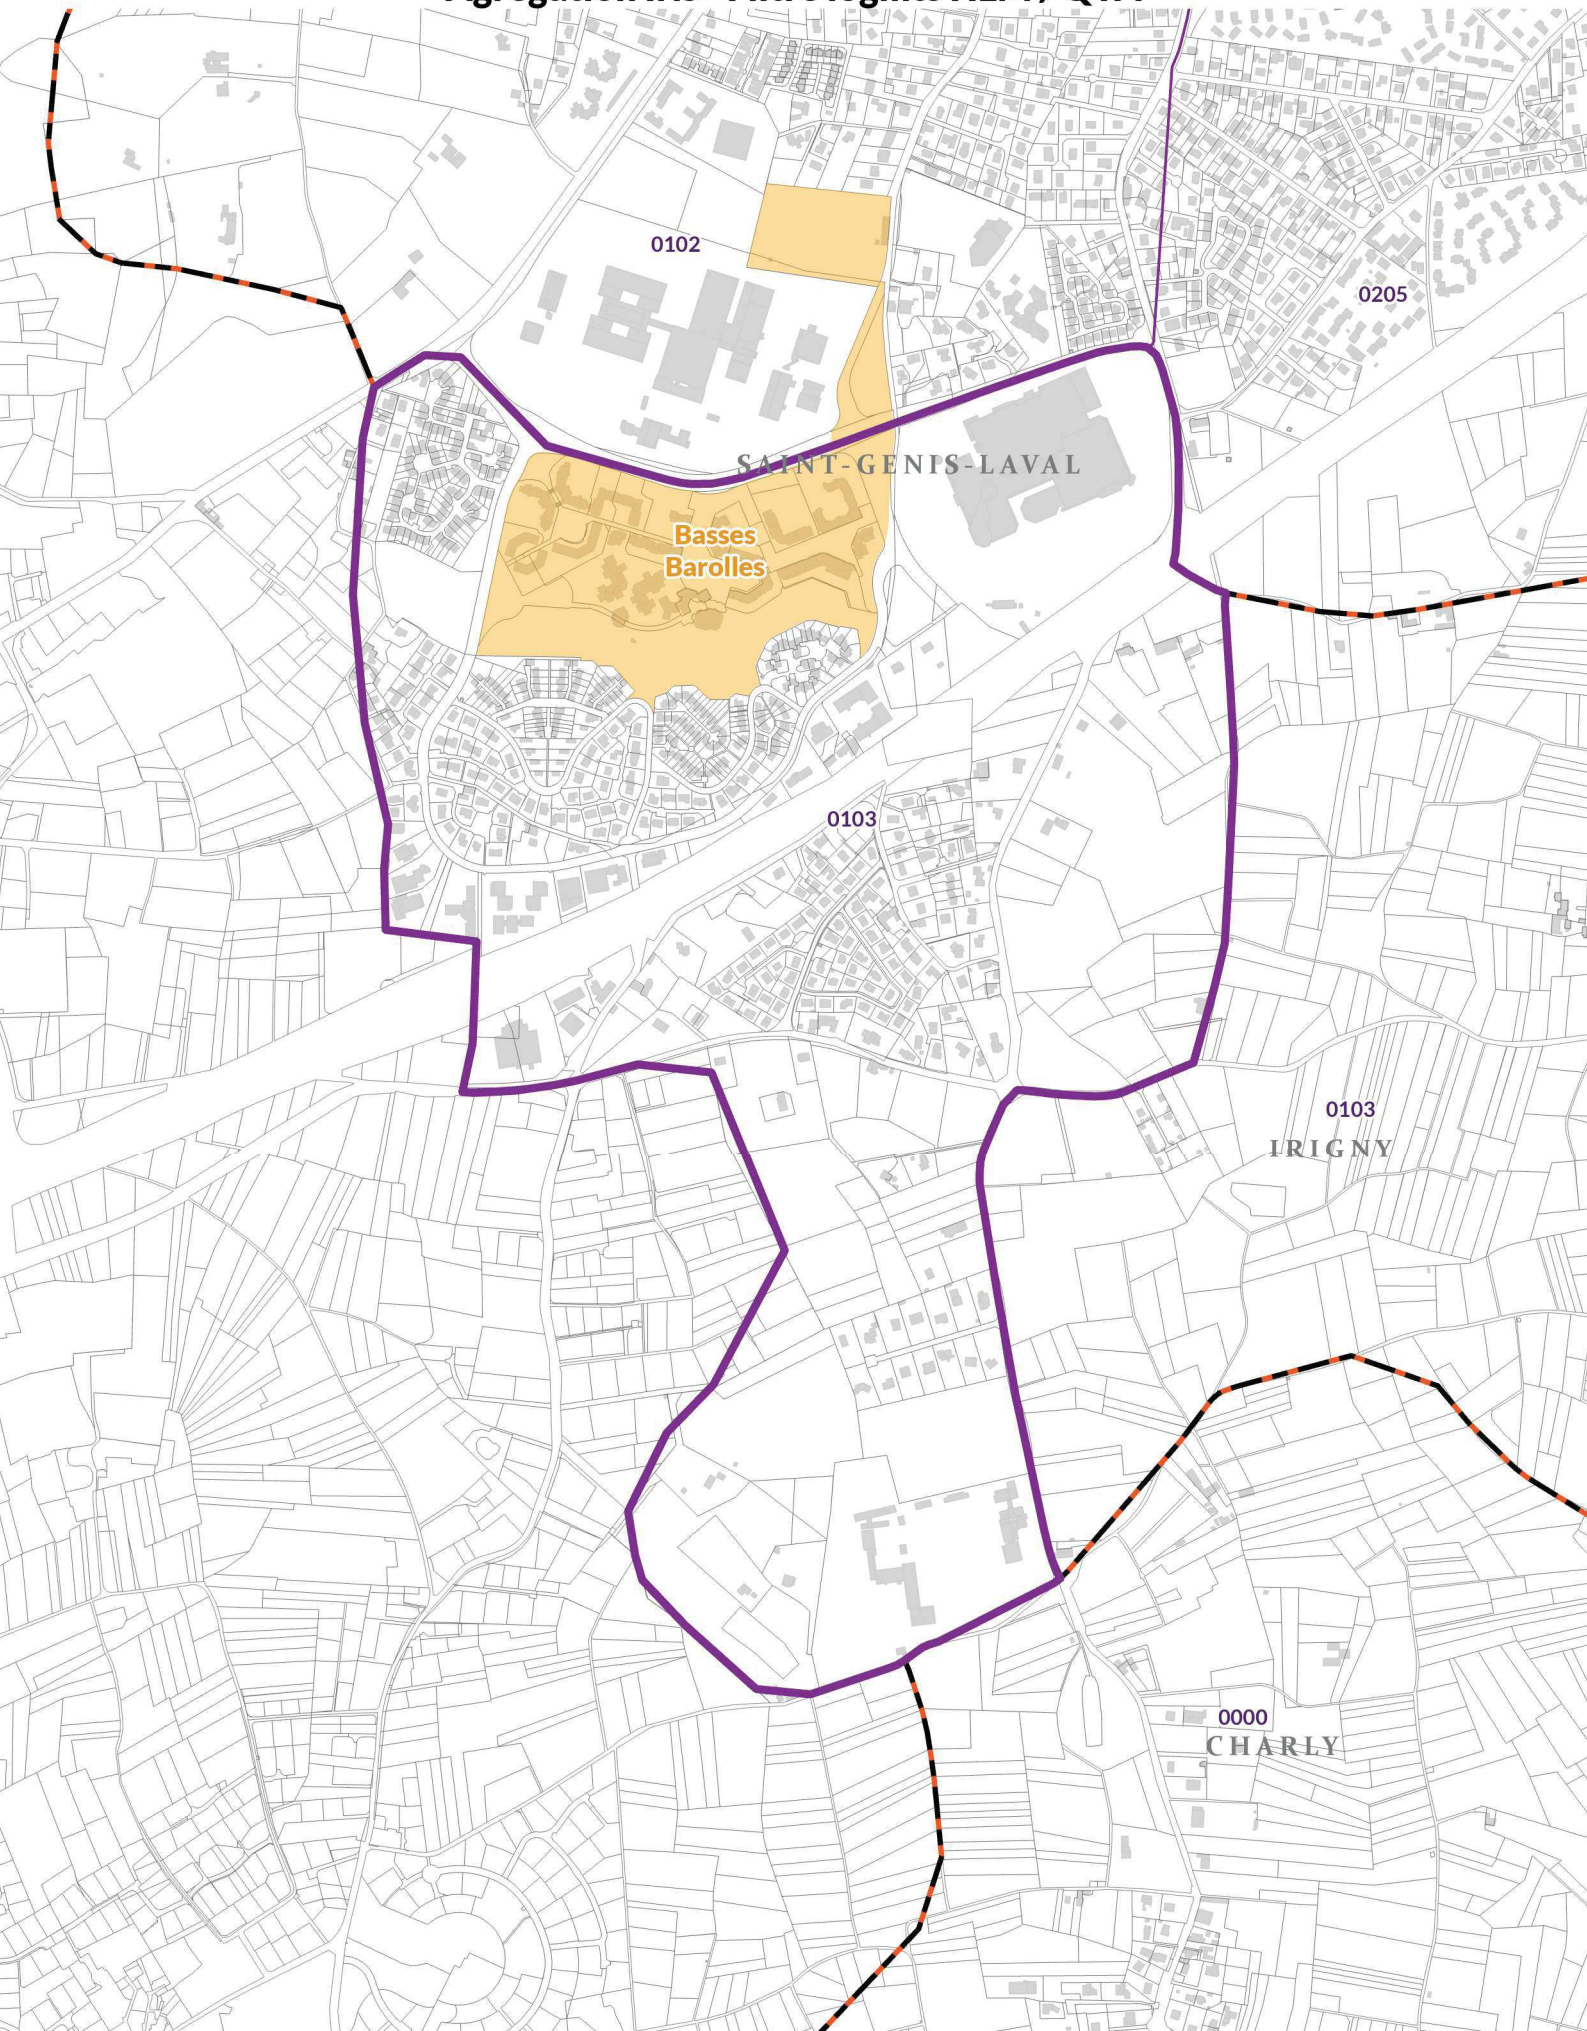 0102
0205
SAINT-GENIS-LAVAL
Basses
Barolles
0103
0103
IRIGNY
0000
CHARLY